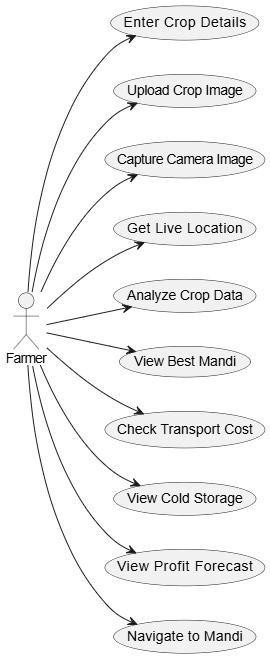 Enter Crop Details
Upload Crop Image
Capture Camera Image
Get Live Location
Analyze Crop Data
View Best Mandi
Farmer
Check Transport Cost
View Cold Storage
View Profit Forecast
Navigate to Mandi